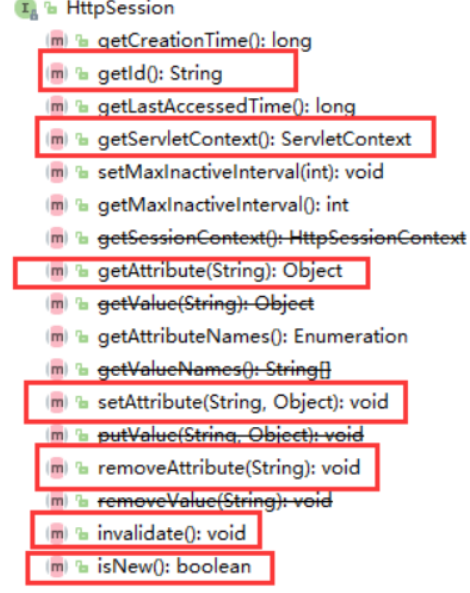 HttpSession
getCreationTime(): long
getId(): String
getLastAccessedTime(): long
getServletContext(): ServletContext
setMaxInactiveInterval(int): void
getMaxInactiveInterval(): int
getSessionContext(): HttpSessionContext
getAttribute(String): Object
getValue(String): Object
getAttributeNames(): Enumeration
getValueNames(): String[]
setAttribute(String, Object): void
putValue(String, Object): void
removeAttribute(String): void
removeValue(String): void
invalidate(): void
isNew(): boolean